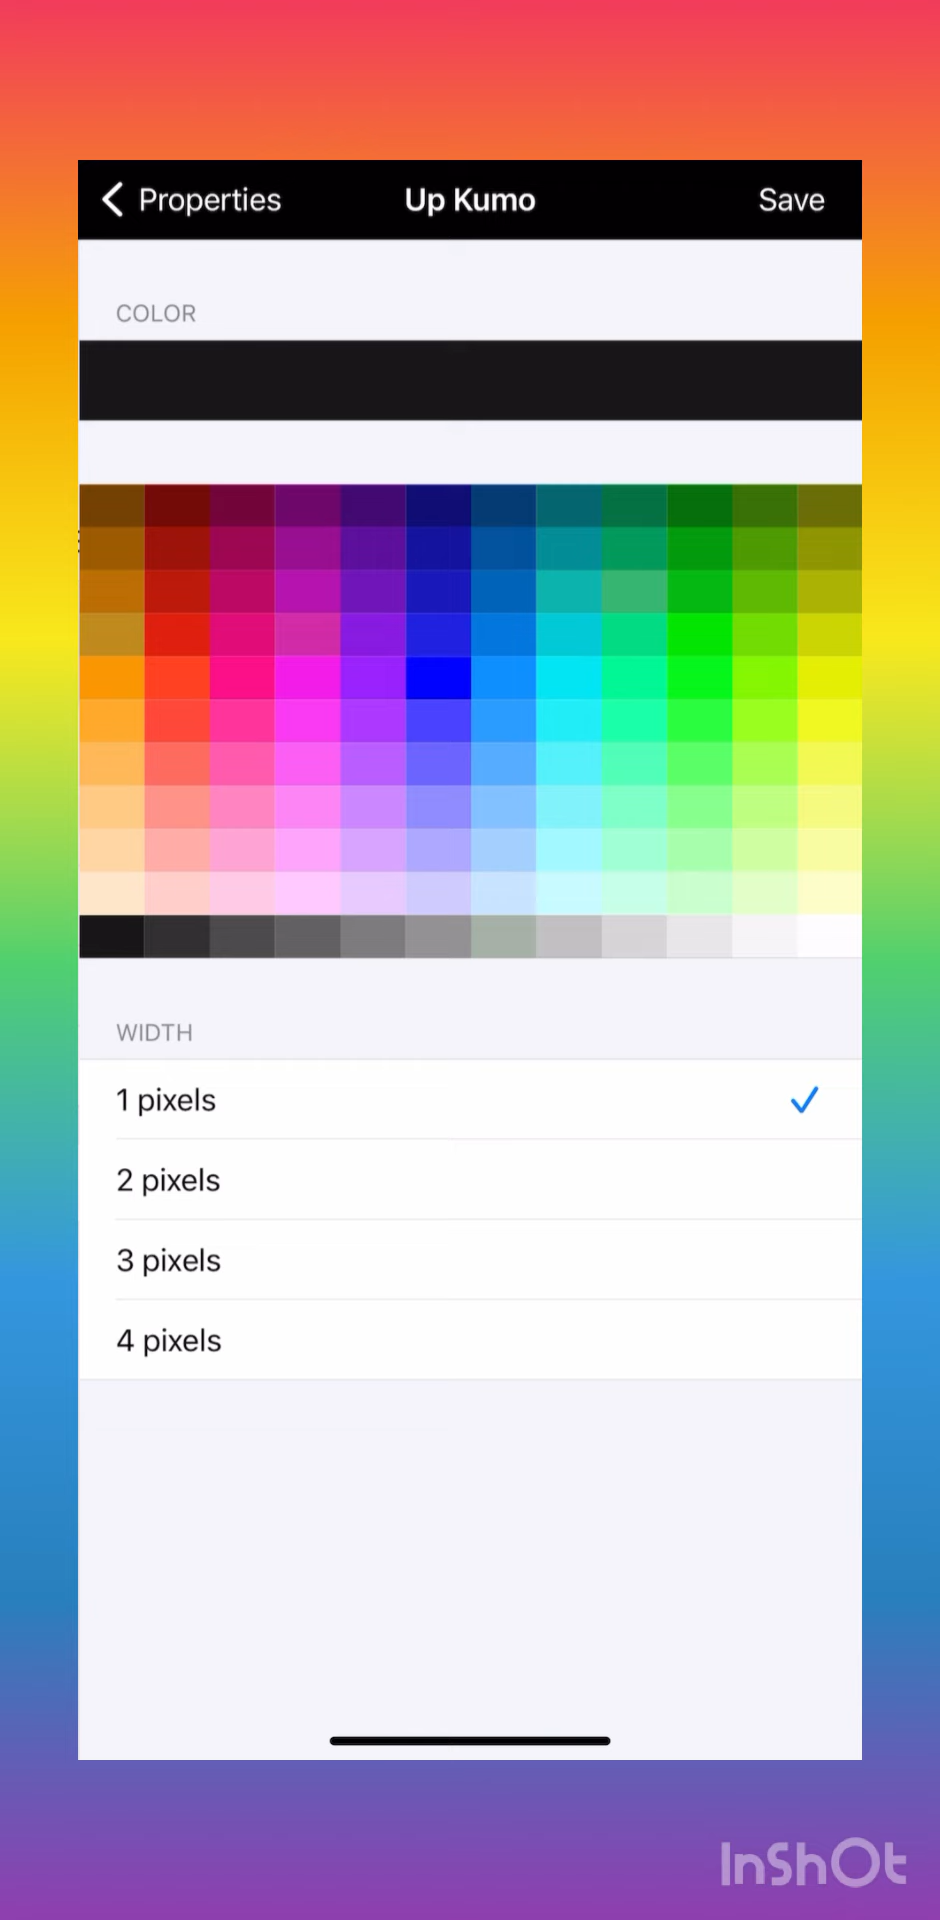 Properties
Up Kumo
Save
COLOR
WIDTH
1 pixels
2 pixels
3 pixels
4 pixels
InShOt